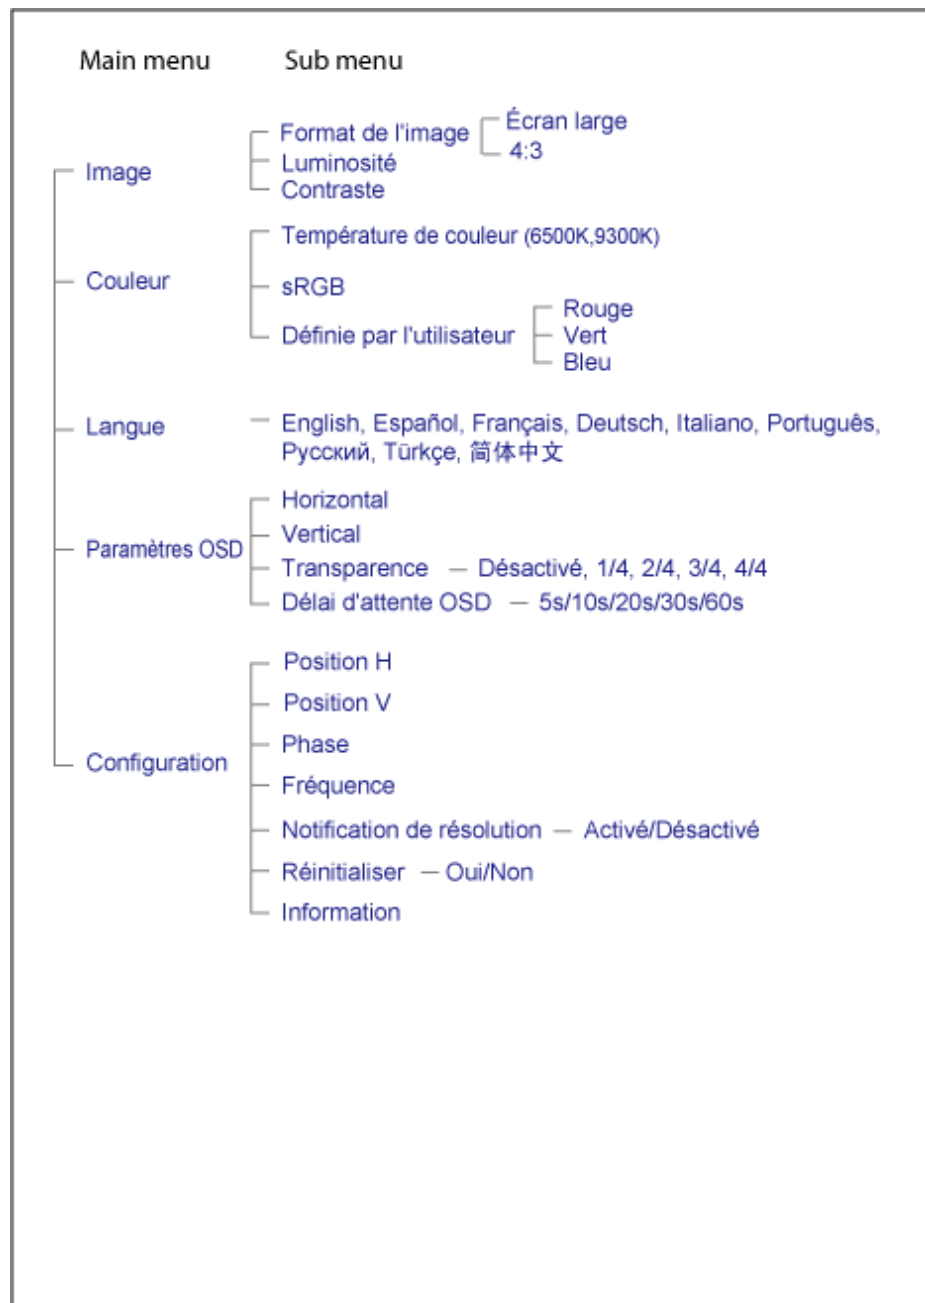 Main menu Sub menu
Image
Format de l'image
Écran large
4:3
Luminosité
Contraste
Couleur
Température de couleur (6500K,9300K)
sRGB
Définie par l'utilisateur
Rouge
Vert
Bleu
Langue
English, Español, Français, Deutsch, Italiano, Português,
Русский, Türkçe, 简体中文
Paramètres OSD
Horizontal
Vertical
Transparence — Désactivé, 1/4, 2/4, 3/4, 4/4
Délai d'attente OSD — 5s/10s/20s/30s/60s
Configuration
Position H
Position V
Phase
Fréquence
Notification de résolution — Activé/Désactivé
Réinitialiser — Oui/Non
Information